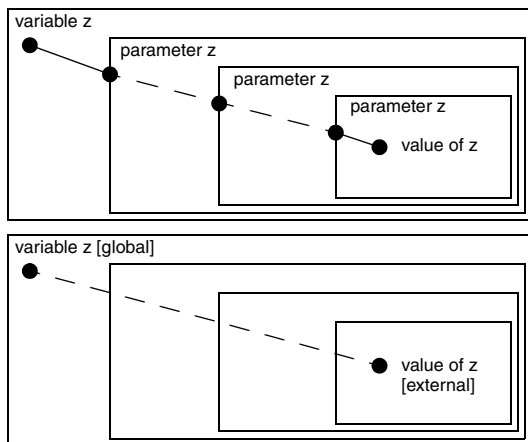 variable z
parameter z
parameter z
parameter z
value of z
variable z [global]
value of z
[external]